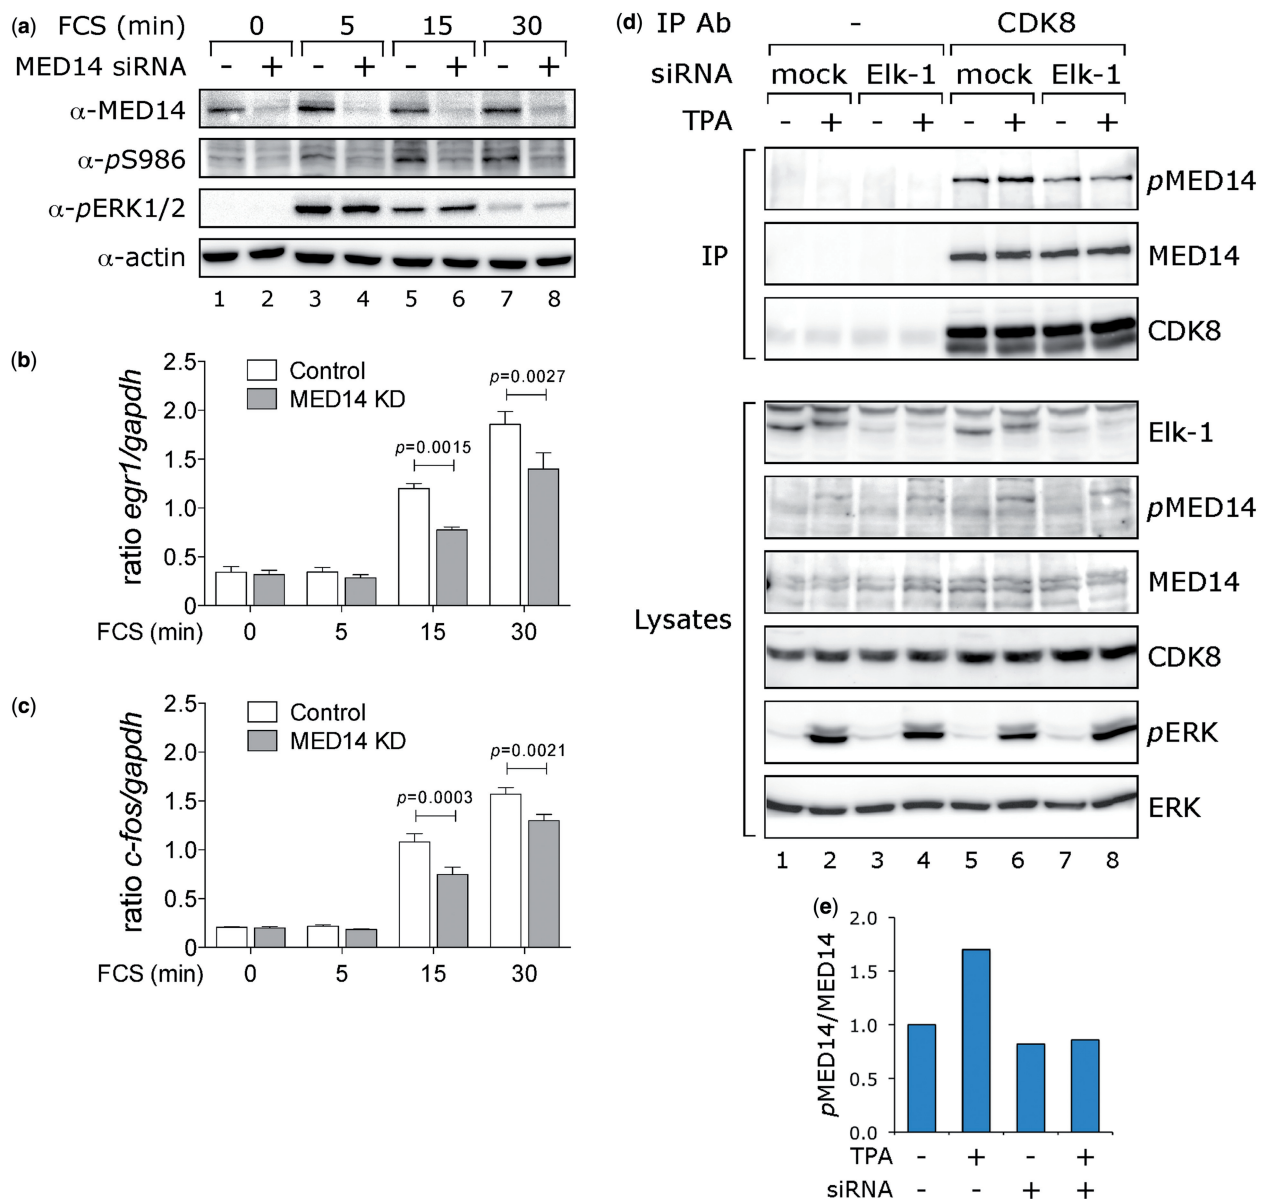 (a) FCS (min) 0 5 15 30
MED14 siRNA - + - + - + - +
α-MED14
α-pS986
α-pERK1/2
α-actin
1 2 3 4 5 6 7 8
(b)
2.5
2.0
1.5
1.0
0.5
0
ratio egr1/gapdh
Control
MED14 KD
p=0.0015
p=0.0027
FCS (min) 0 5 15 30
(c)
2.5
2.0
1.5
1.0
0.5
0
ratio c-fos/gapdh
Control
MED14 KD
p=0.0003
p=0.0021
FCS (min) 0 5 15 30
(d) IP Ab - CDK8
siRNA mock Elk-1 mock Elk-1
TPA - + - + - + - +
IP
pMED14
MED14
CDK8
Lysates
Elk-1
pMED14
MED14
CDK8
pERK
ERK
1 2 3 4 5 6 7 8
(e)
2.0
1.5
1.0
0.5
0.0
pMED14/MED14
TPA - + - +
siRNA - - + +